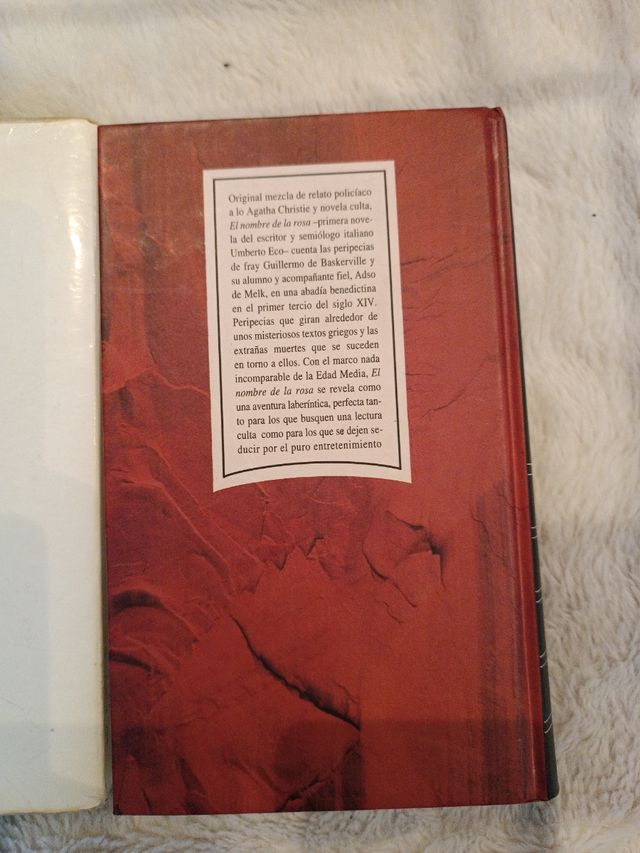 Original mezcla de relato policíaco
a lo Agatha Christie y novela culta,
El nombre de la rosa –primera nove-
la del escritor y semiólogo italiano
Umberto Eco– cuenta las peripecias
de fray Guillermo de Baskerville y
su alumno y acompañante fiel, Adso
de Melk, en una abadía benedictina
en el primer tercio del siglo XIV.
Peripecias que giran alrededor de
unos misteriosos textos griegos y las
extrañas muertes que se suceden
en torno a ellos. Con el marco nada
incomparable de la Edad Media, El
nombre de la rosa se revela como
una aventura laberíntica, perfecta tan-
to para los que busquen una lectura
culta como para los que se dejen se-
ducir por el puro entretenimiento